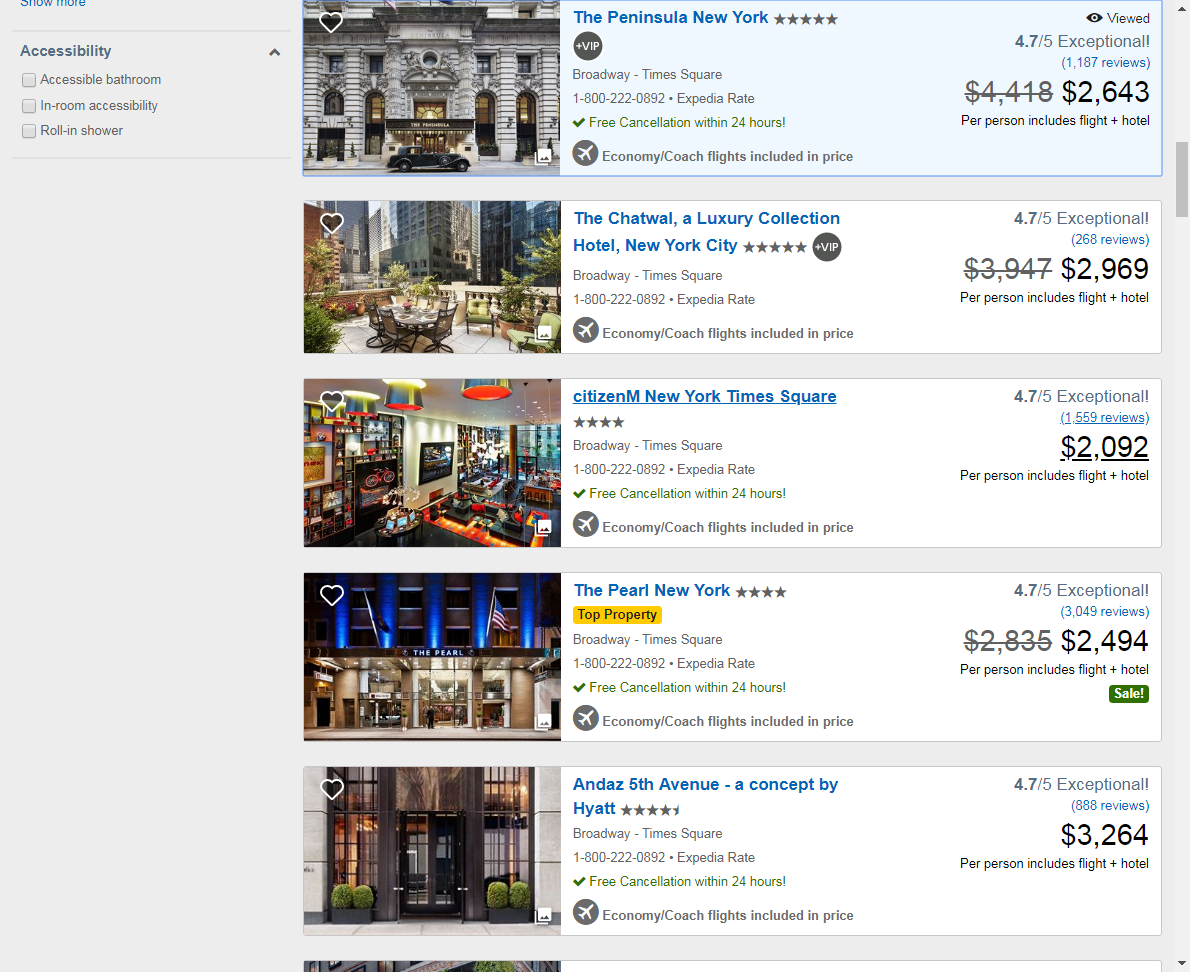 Show more
Accessibility
Accessible bathroom
In-room accessibility
Roll-in shower
THE PENINSULA
The Peninsula New York
+VIP
Broadway - Times Square
1-800-222-0892 • Expedia Rate
Free Cancellation within 24 hours!
Economy/Coach flights included in price
Viewed
4.7/5 Exceptional!
(1,187 reviews)
$4,418 $2,643
Per person includes flight + hotel
The Chatwal, a Luxury Collection
Hotel, New York City +VIP
Broadway - Times Square
1-800-222-0892 • Expedia Rate
Economy/Coach flights included in price
4.7/5 Exceptional!
(268 reviews)
$3,947 $2,969
Per person includes flight + hotel
citizenM New York Times Square
Broadway - Times Square
1-800-222-0892 • Expedia Rate
Free Cancellation within 24 hours!
Economy/Coach flights included in price
4.7/5 Exceptional!
(1,559 reviews)
$2,092
Per person includes flight + hotel
THE PEARL
The Pearl New York
Top Property
Broadway - Times Square
1-800-222-0892 • Expedia Rate
Free Cancellation within 24 hours!
Economy/Coach flights included in price
4.7/5 Exceptional!
(3,049 reviews)
$2,835 $2,494
Per person includes flight + hotel
Sale!
Andaz 5th Avenue - a concept by
Hyatt
Broadway - Times Square
1-800-222-0892 • Expedia Rate
Free Cancellation within 24 hours!
Economy/Coach flights included in price
4.7/5 Exceptional!
(888 reviews)
$3,264
Per person includes flight + hotel